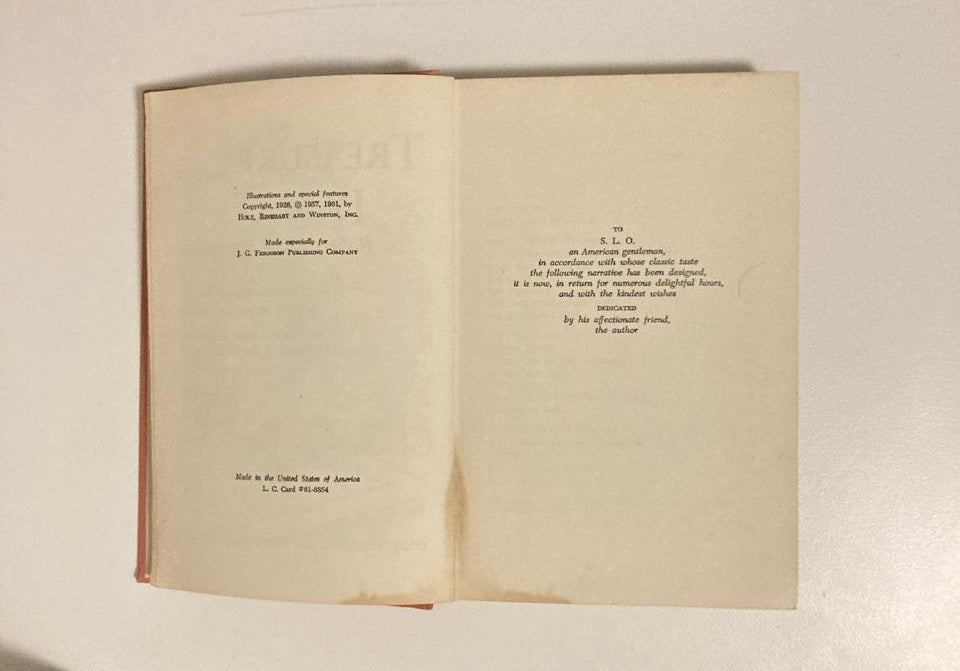 Illustrations and special features
Copyright, 1926, © 1957, 1961, by
HOLT, RINEHART AND WINSTON, INC.
Made especially for
J. G. FERGUSON PUBLISHING COMPANY
Made in the United States of America
L. C. Card #61-8854
TO
S. L. O.
an American gentleman,
in accordance with whose classic taste
the following narrative has been designed,
it is now, in return for numerous delightful hours,
and with the kindest wishes
DEDICATED
by his affectionate friend,
the author